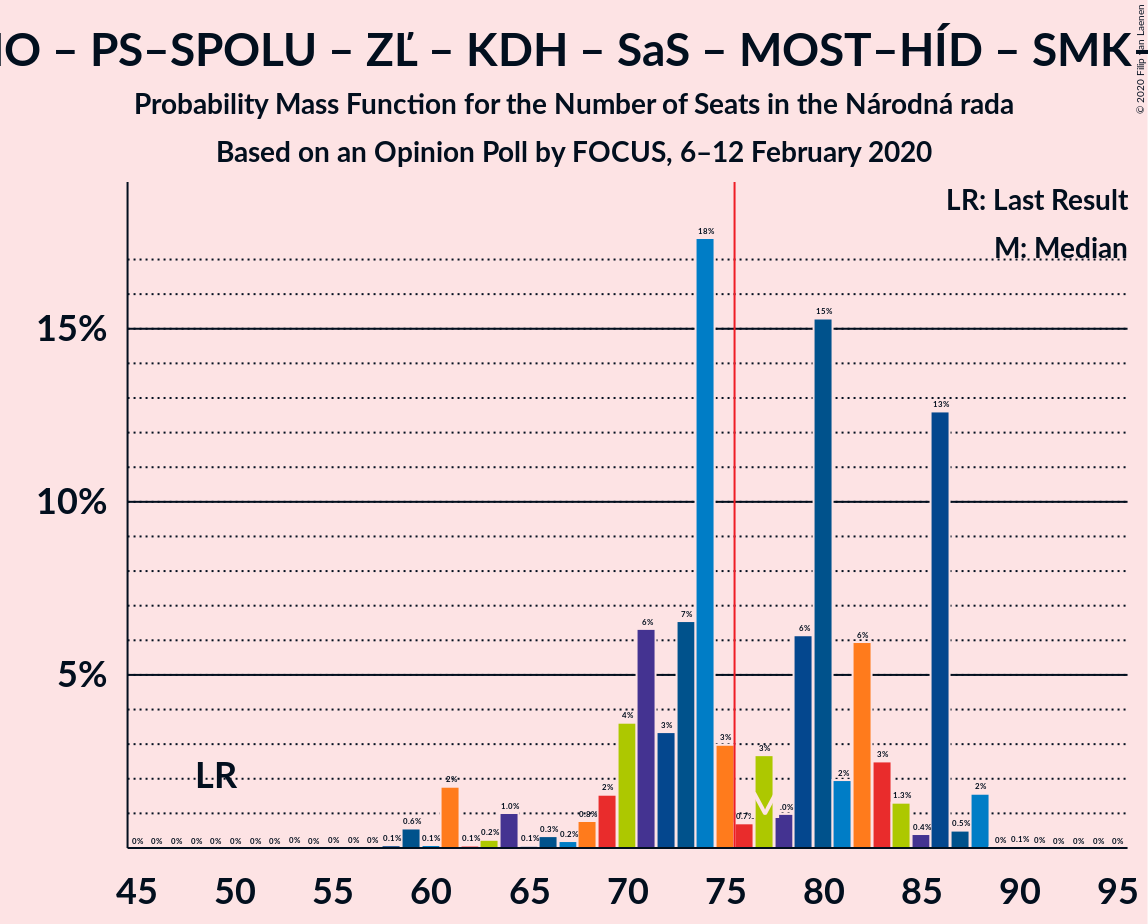 – PS–SPOLU – ZĽ – KDH – SaS – MOST–HÍD – SMK
Probability Mass Function for the Number of Seats in the Národná rada
Based on an Opinion Poll by FOCUS, 6–12 February 2020
© 2020 Filip van Laenen
LR: Last Result
M: Median
15%
10%
5%
LR
M
0% 0% 0% 0% 0% 0% 0% 0% 0% 0% 0% 0% 0% 0.1% 0.6% 0.1% 2% 0.1% 0.2% 1.0% 0.1% 0.3% 0.2% 0.8% 2% 4% 6% 3% 7% 18% 3% 0.7% 3% 1.0% 6% 15% 2% 6% 3% 1.3% 0.4% 13% 0.5% 2% 0% 0.1% 0% 0% 0% 0% 0%
45 50 55 60 65 70 75 80 85 90 95